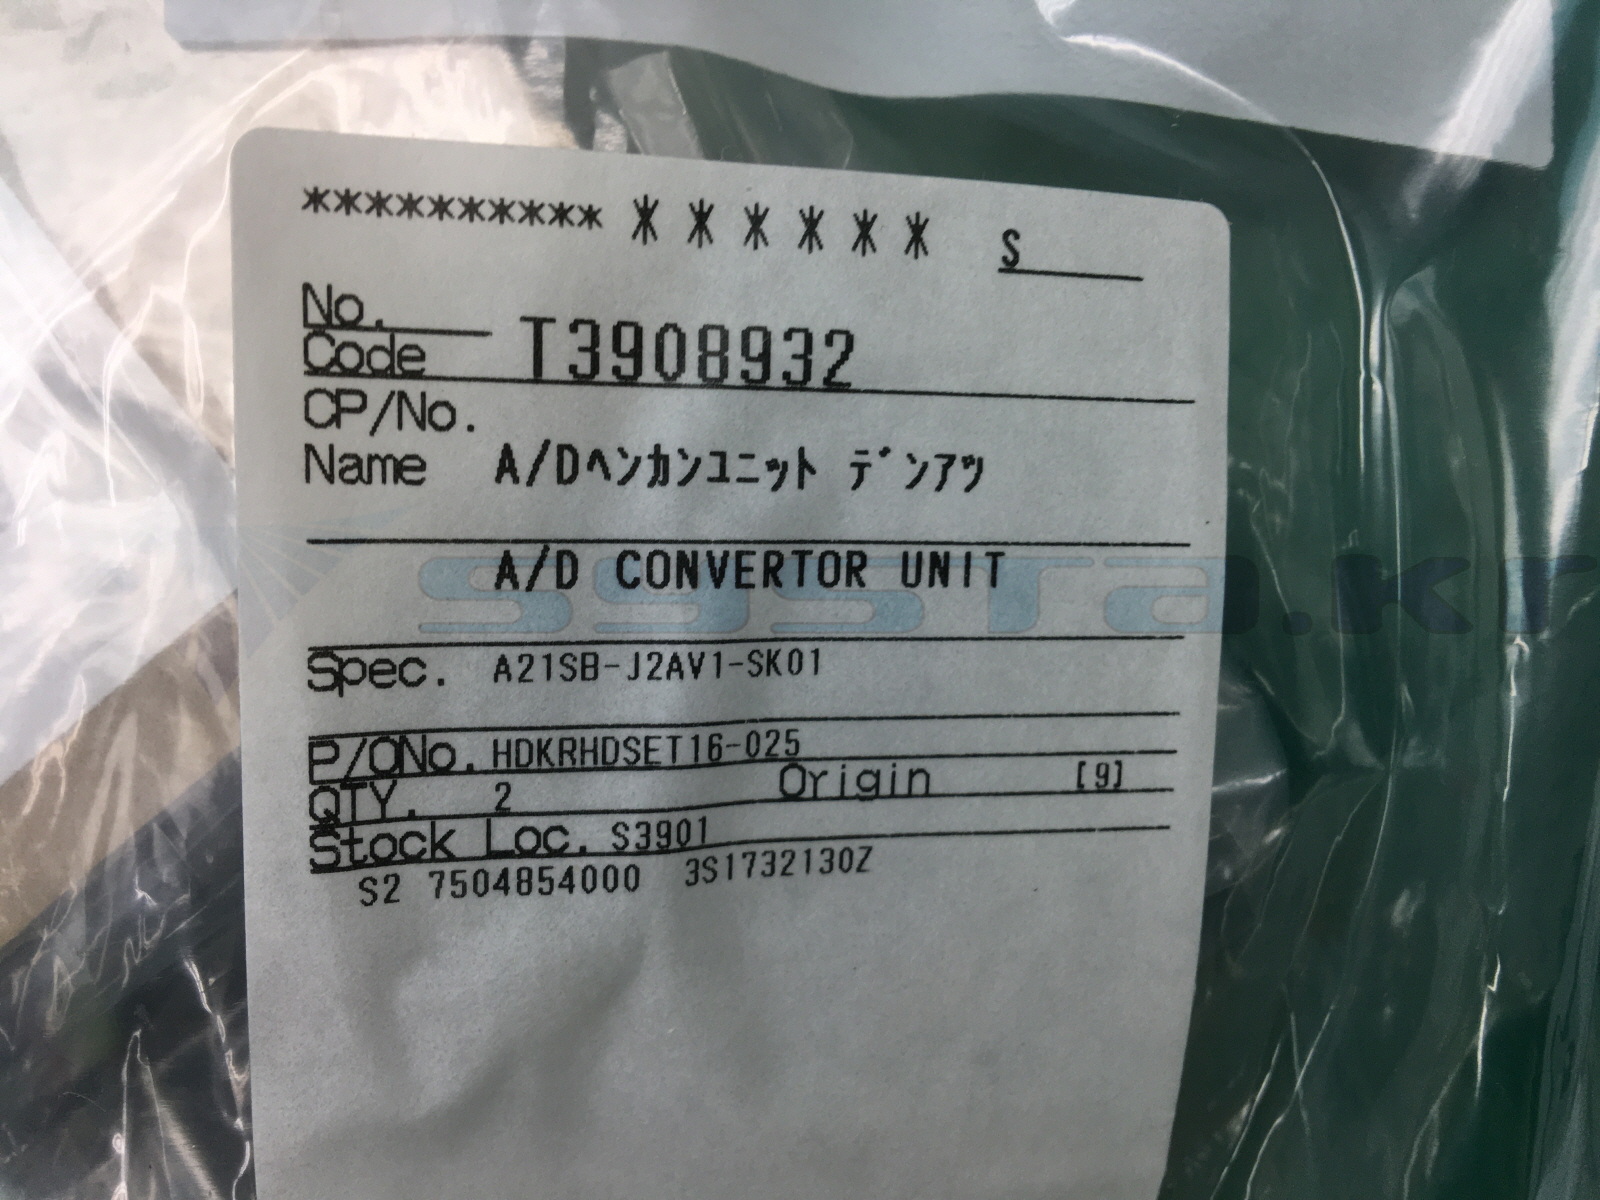 ********** ****** S
No.
Code T3908932
CP/No.
Name A/Dヘンカンユニット デンアツ
A/D CONVERTOR UNIT
systa.kr
Spec. A21SB-J2AV1-SK01
P/ONo. HDKRHDSET16-025
QTY. 2 Origin [9]
Stock Loc. S3901
S2 7504854000 3S1732130Z